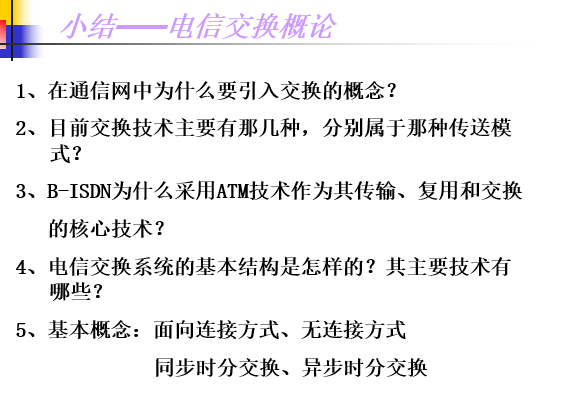 小结——电信交换概论
1、在通信网中为什么要引入交换的概念？
2、目前交换技术主要有那几种，分别属于那种传送模
式？
3、B-ISDN为什么采用ATM技术作为其传输、复用和交换
的核心技术？
4、电信交换系统的基本结构是怎样的？其主要技术有
哪些？
5、基本概念：面向连接方式、无连接方式
同步时分交换、异步时分交换